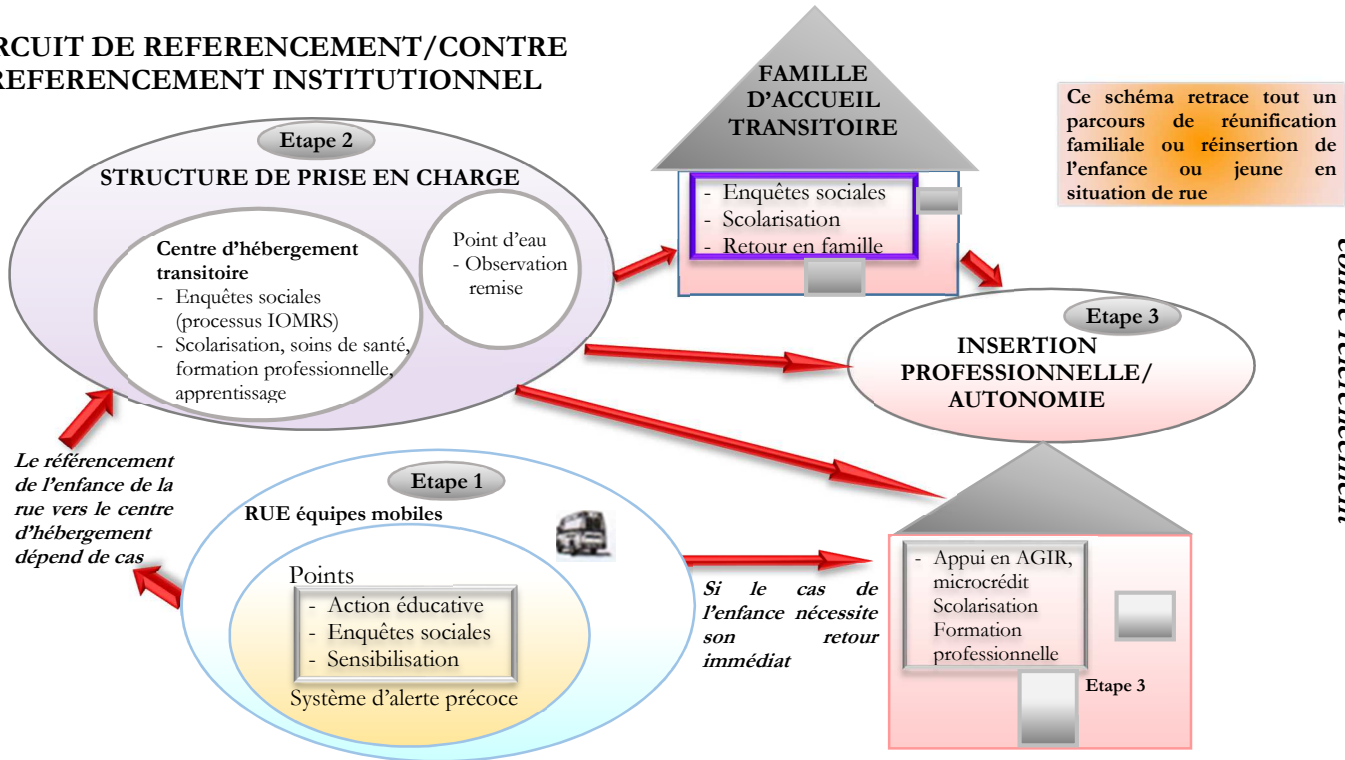 RCUIT DE REFERENCEMENT/CONTRE
REFERENCEMENT INSTITUTIONNEL
Etape 2
STRUCTURE DE PRISE EN CHARGE
Centre d'hébergement
transitoire
- Enquêtes sociales
(processus IOMRS)
- Scolarisation, soins de santé,
formation professionnelle,
apprentissage
Point d'eau
- Observation
remise
FAMILLE
D'ACCUEIL
TRANSITOIRE
- Enquêtes sociales
- Scolarisation
- Retour en famille
Ce schéma retrace tout un
parcours de réunification
familiale ou réinsertion de
l'enfance ou jeune en
situation de rue
Etape 3
INSERTION
PROFESSIONNELLE/
AUTONOMIE
Le référencement
de l'enfance de la
rue vers le centre
d'hébergement
dépend de cas
Etape 1
RUE équipes mobiles
Points
- Action éducative
- Enquêtes sociales
- Sensibilisation
Système d'alerte précoce
Si le cas de
l'enfance nécessite
son retour
immédiat
- Appui en AGIR,
microcrédit
Scolarisation
Formation
professionnelle
Etape 3